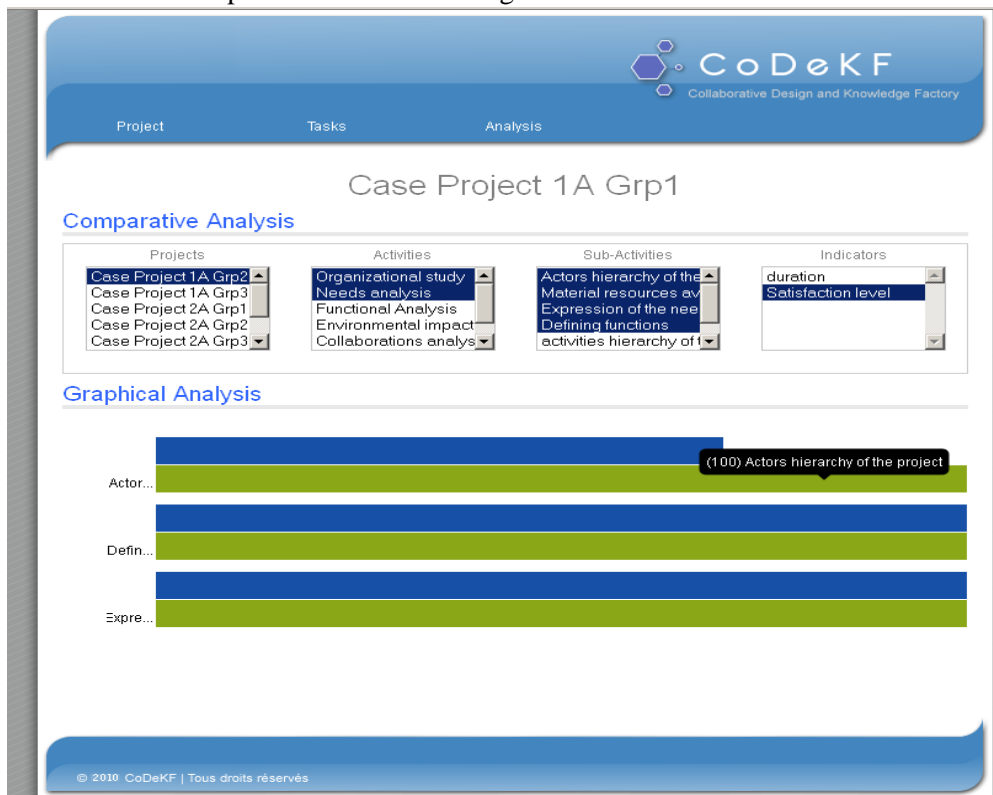 CoDeKF
Collaborative Design and Knowledge Factory
Project Tasks Analysis
Case Project 1A Grp1
Comparative Analysis
Projects Activities Sub-Activities Indicators
Case Project 1A Grp2 Organizational study Actors hierarchy of the duration
Case Project 1A Grp3 Needs analysis Material resources av Satisfaction level
Case Project 2A Grp1 Functional Analysis Expression of the nee
Case Project 2A Grp2 Environmental impact Defining functions
Case Project 2A Grp3 Collaborations analys activities hierarchy of t
Graphical Analysis
(100) Actors hierarchy of the project
Actor...
Defin...
Expre...
© 2010 CoDeKF | Tous droits réservés